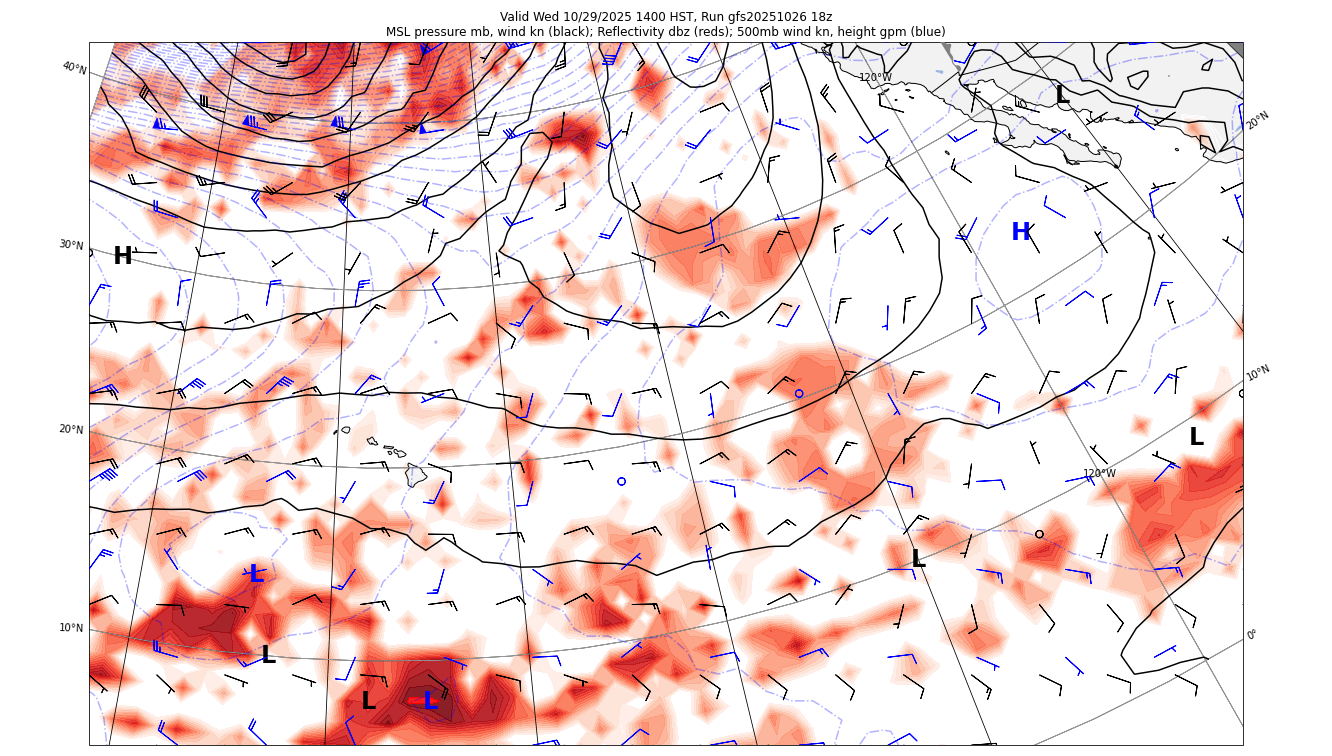 Valid Wed 10/29/2025 1400 HST, Run gfs20251026 18z
MSL pressure mb, wind kn (black); Reflectivity dbz (reds); 500mb wind kn, height gpm (blue)
40°N
120°W
L
20°N
H
30°N
H
10°N
20°N
L
120°W
L
L
10°N
0°
L
L
L